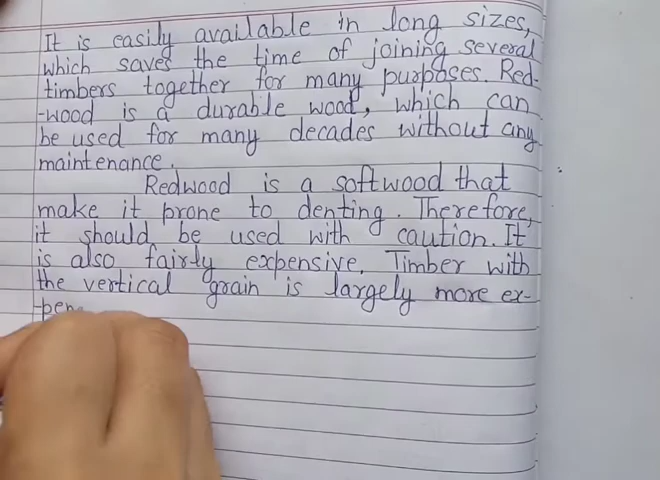 It is easily available in long sizes,
which saves the time of joining several
timbers together for many purposes. Red-
-wood is a durable wood, which can
be used for many decades without any
maintenance.
Redwood is a softwood that
make it prone to denting. Therefore,
it should be used with caution. It
is also fairly expensive. Timber with
the vertical grain is largely more ex-
-pen